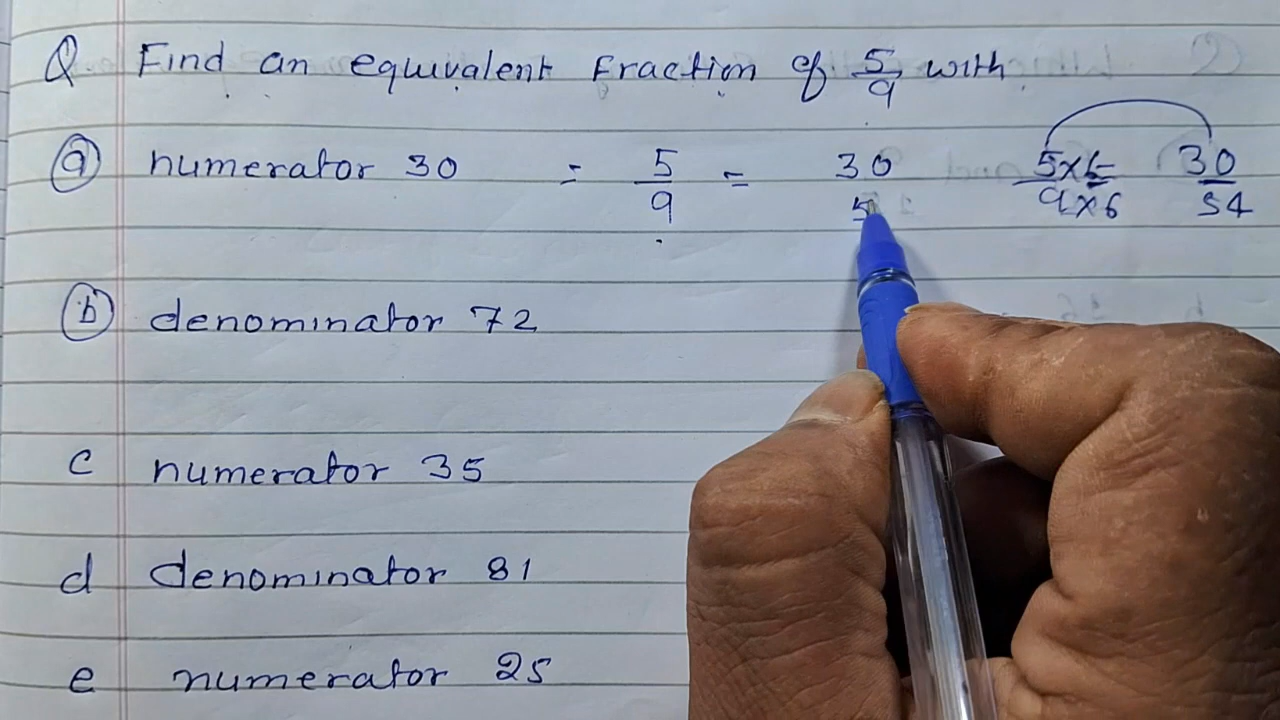 Q Find an equivalent fraction of 5/9 with
(a) numerator 30 = 5/9 = 30/5 5×6/9×6 30/54
(b) denominator 72
c numerator 35
d denominator 81
e numerator 25